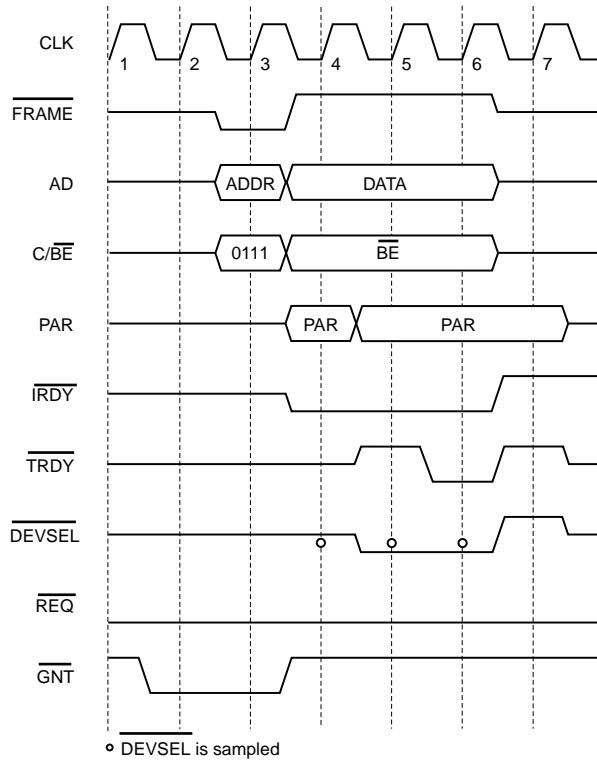 CLK
1 2 3 4 5 6 7
FRAME
AD ADDR DATA
C/BE 0111 BE
PAR PAR PAR
IRDY
TRDY
DEVSEL
REQ
GNT
DEVSEL is sampled